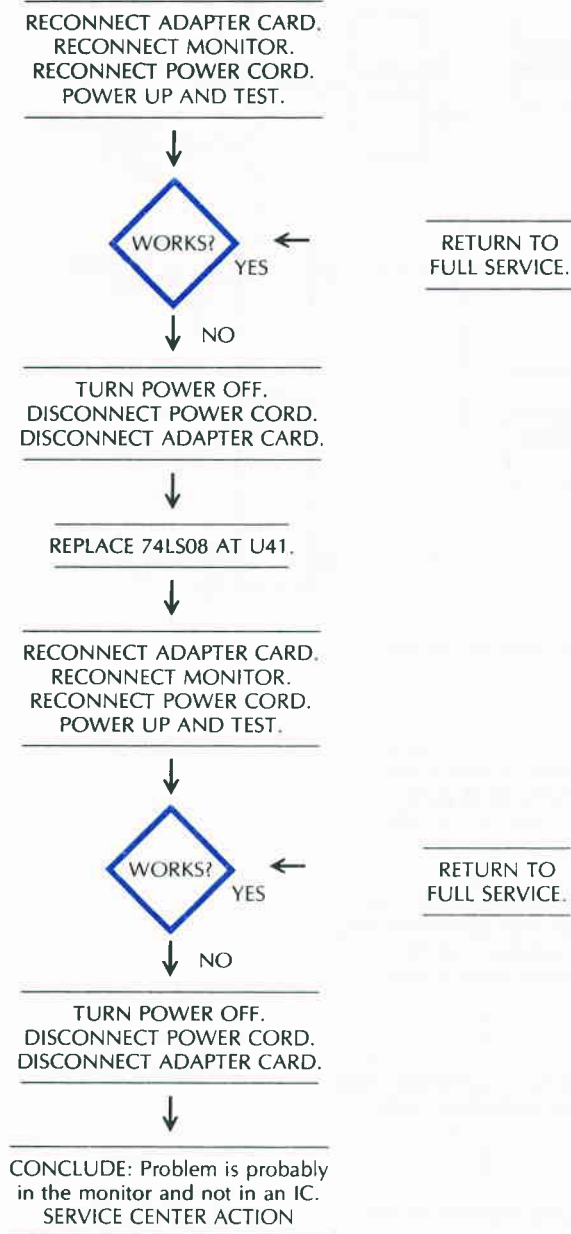 RECONNECT ADAPTER CARD.
RECONNECT MONITOR.
RECONNECT POWER CORD.
POWER UP AND TEST.
WORKS?
YES
RETURN TO
FULL SERVICE.
NO
TURN POWER OFF.
DISCONNECT POWER CORD.
DISCONNECT ADAPTER CARD.
REPLACE 74LS08 AT U41.
RECONNECT ADAPTER CARD.
RECONNECT MONITOR.
RECONNECT POWER CORD.
POWER UP AND TEST.
WORKS?
YES
RETURN TO
FULL SERVICE.
NO
TURN POWER OFF.
DISCONNECT POWER CORD.
DISCONNECT ADAPTER CARD.
CONCLUDE: Problem is probably
in the monitor and not in an IC.
SERVICE CENTER ACTION